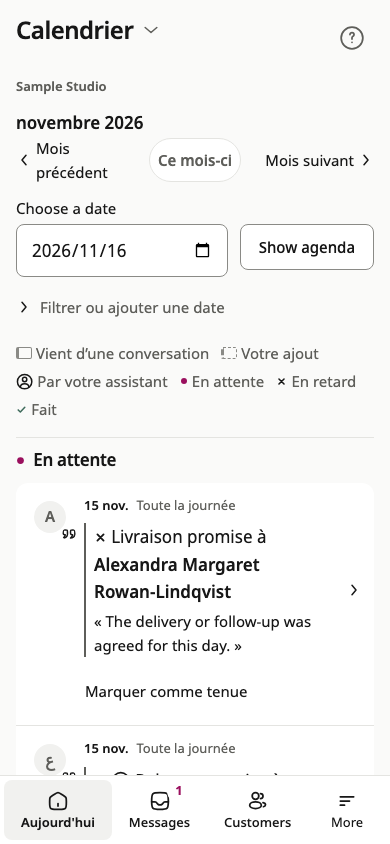 Calendrier
Sample Studio
novembre 2026
Mois
précédent
Ce mois-ci
Mois suivant
Choose a date
2026/11/16
Show agenda
Filtrer ou ajouter une date
Vient d’une conversation Votre ajout
Par votre assistant En attente × En retard
✓ Fait
En attente
A
15 nov. Toute la journée
× Livraison promise à
Alexandra Margaret
Rowan-Lindqvist
« The delivery or follow-up was
agreed for this day. »
Marquer comme tenue
ع
15 nov. Toute la journée
Aujourd'hui
Messages 1
Customers
More